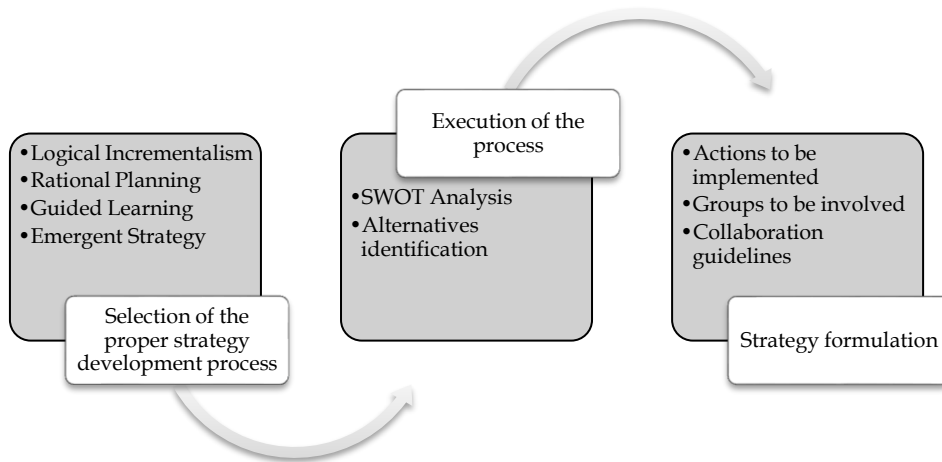 •Logical Incrementalism
•Rational Planning
•Guided Learning
•Emergent Strategy
Selection of the
proper strategy
development process
Execution of the
process
•SWOT Analysis
•Alternatives
identification
•Actions to be
implemented
•Groups to be involved
•Collaboration
guidelines
Strategy formulation